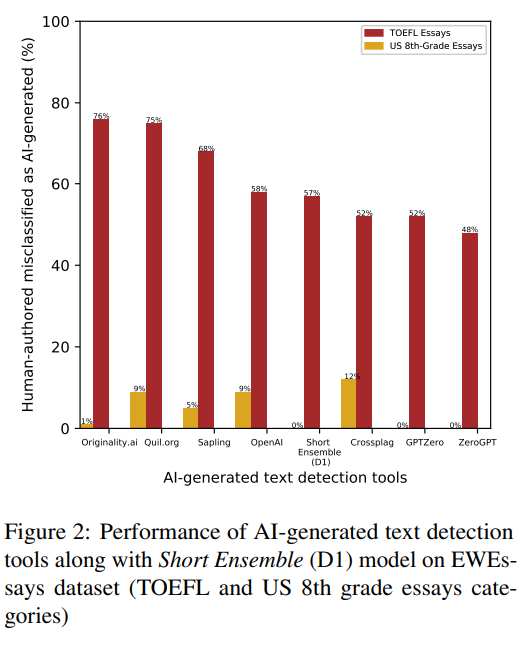 100
TOEFL Essays
US 8th-Grade Essays
80
60
40
20
0
Human-authored misclassified as AI-generated (%)
76%
75%
68%
58%
57%
52%
52%
48%
1%
9%
5%
9%
0%
12%
0%
0%
Originality.ai Quil.org Sapling OpenAI Short Crossplag GPTZero ZeroGPT
Ensemble
(D1)
AI-generated text detection tools
Figure 2: Performance of AI-generated text detection
tools along with Short Ensemble (D1) model on EWEs-
says dataset (TOEFL and US 8th grade essays cate-
gories)